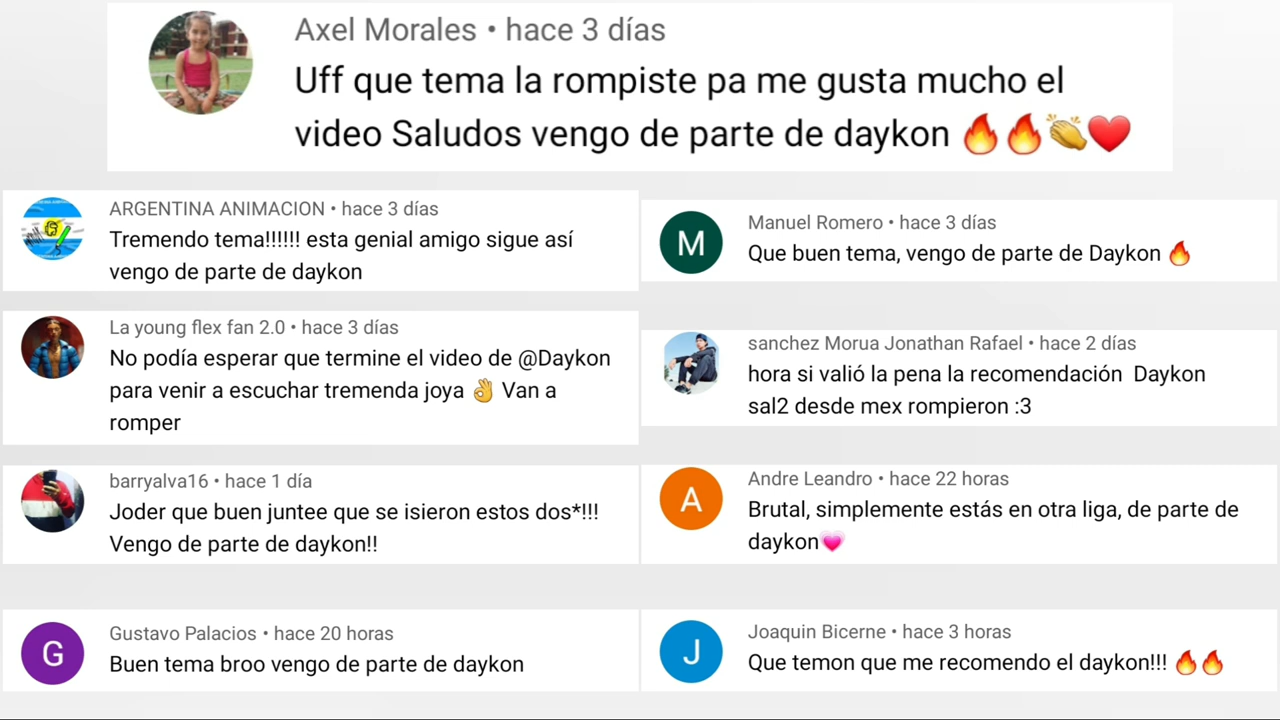 Axel Morales • hace 3 días
Uff que tema la rompiste pa me gusta mucho el
video Saludos vengo de parte de daykon 🔥🔥👏❤️
ARGENTINA ANIMACION • hace 3 días
Tremendo tema!!!!!! esta genial amigo sigue así
vengo de parte de daykon
Manuel Romero • hace 3 días
Que buen tema, vengo de parte de Daykon 🔥
La young flex fan 2.0 • hace 3 días
No podía esperar que termine el video de @Daykon
para venir a escuchar tremenda joya 👌 Van a
romper
sanchez Morua Jonathan Rafael • hace 2 días
hora si valió la pena la recomendación  Daykon
sal2 desde mex rompieron :3
barryalva16 • hace 1 día
Joder que buen juntee que se isieron estos dos*!!!
Vengo de parte de daykon!!
Andre Leandro • hace 22 horas
Brutal, simplemente estás en otra liga, de parte de
daykon💗
G
Gustavo Palacios • hace 20 horas
Buen tema broo vengo de parte de daykon
J
Joaquin Bicerne • hace 3 horas
Que temon que me recomendo el daykon!!! 🔥🔥
M
A